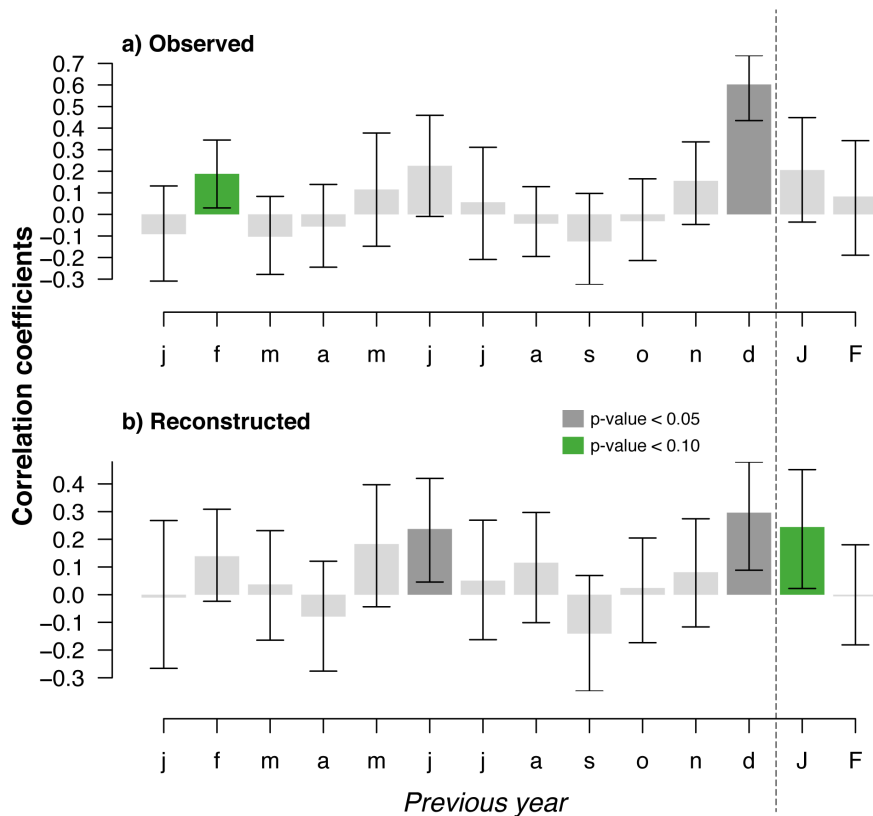 a) Observed
0.7
0.6
0.5
0.4
0.3
0.2
0.1
0.0
−0.1
−0.2
−0.3
j f m a m j j a s o n d J F
Correlation coefficients
b) Reconstructed
p-value < 0.05
p-value < 0.10
0.4
0.3
0.2
0.1
0.0
−0.1
−0.2
−0.3
j f m a m j j a s o n d J F
Previous year